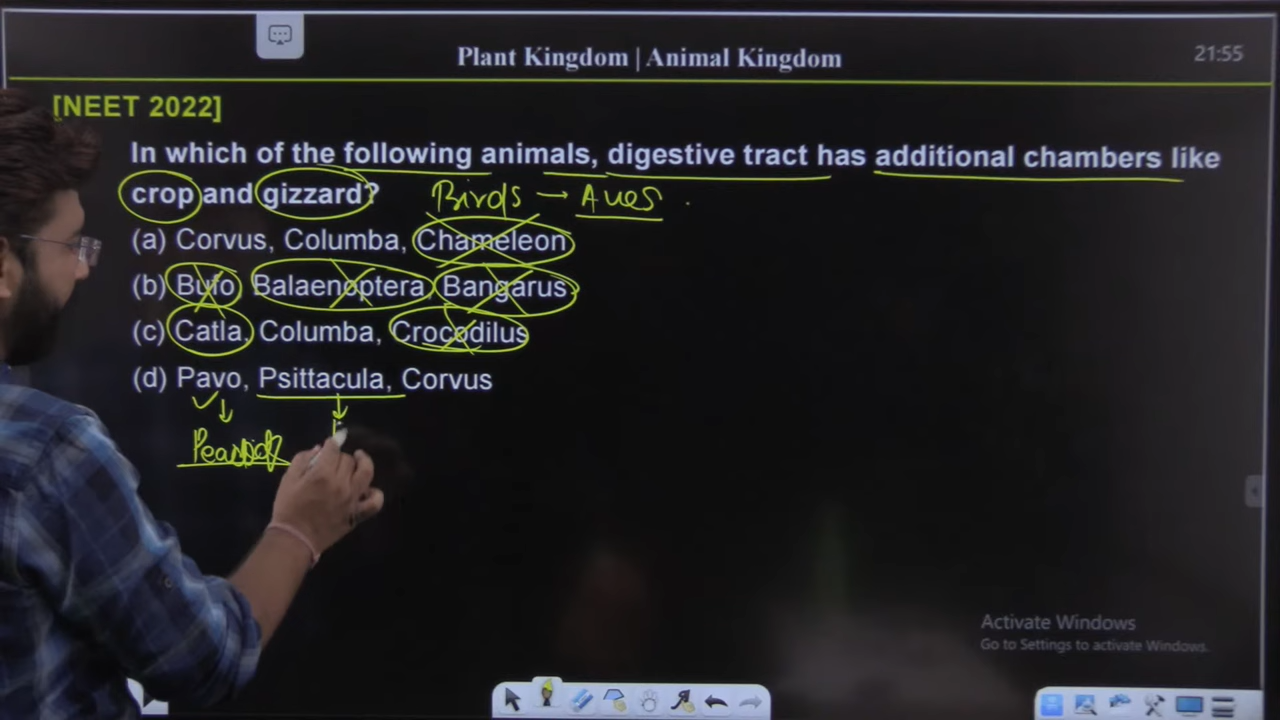 Plant Kingdom | Animal Kingdom
21:55
[NEET 2022]
In which of the following animals, digestive tract has additional chambers like
crop and gizzard?
Birds → Aves.
(a) Corvus, Columba, Chameleon
(b) Bufo, Balaenoptera, Bangarus
(c) Catla, Columba, Crocodilus
(d) Pavo, Psittacula, Corvus
Activate Windows
Go to Settings to activate Windows.